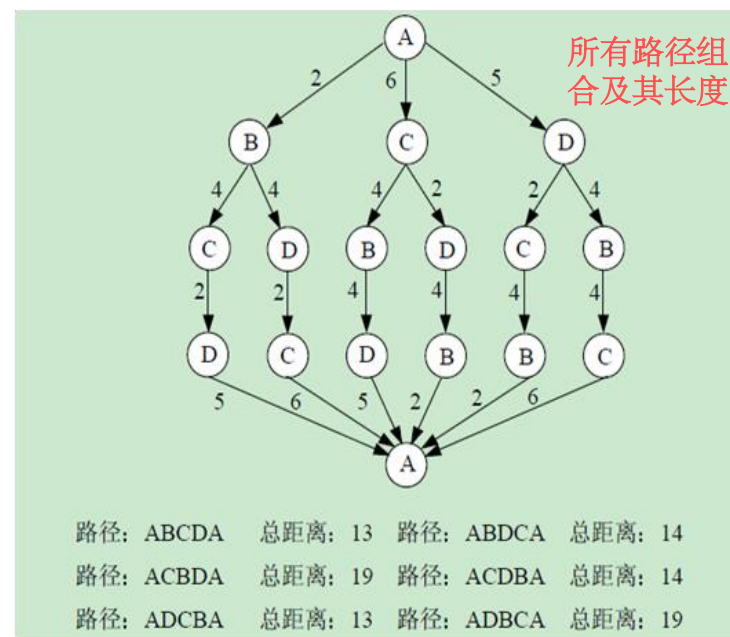 所有路径组
合及其长度
A
2 6 5
B C D
4 4 4 2 2 4
C D B D C B
2 2 4 4 4 4
D C D B B C
5 6 5 2 2 6
A
路径：ABCDA 总距离：13 路径：ABDCA 总距离：14
路径：ACBDA 总距离：19 路径：ACDBA 总距离：14
路径：ADCBA 总距离：13 路径：ADBCA 总距离：19